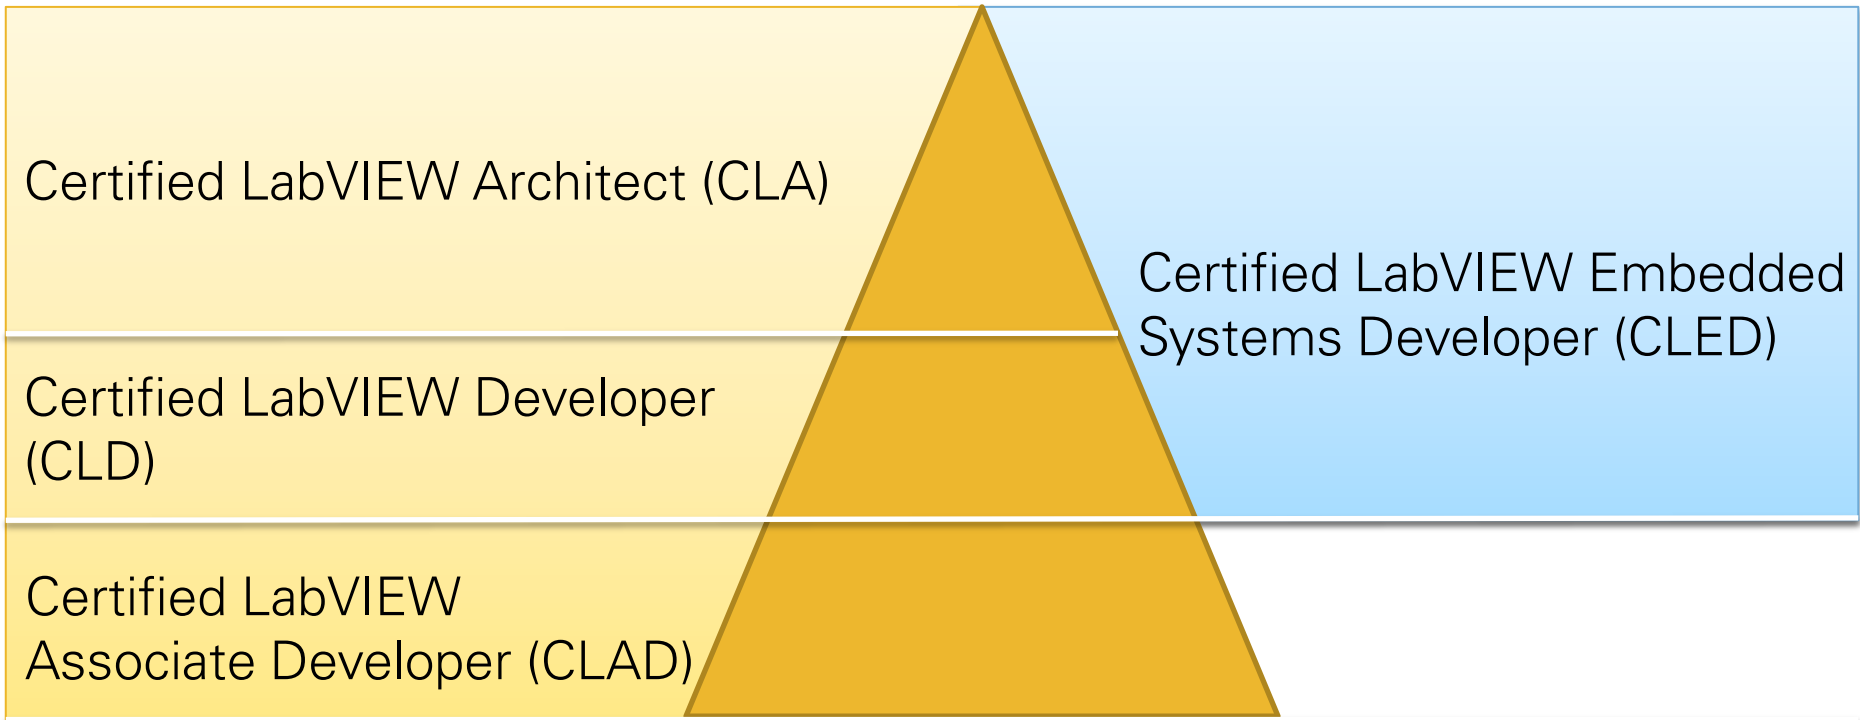 Certified LabVIEW Architect (CLA)
Certified LabVIEW Developer
(CLD)
Certified LabVIEW
Associate Developer (CLAD)
Certified LabVIEW Embedded
Systems Developer (CLED)